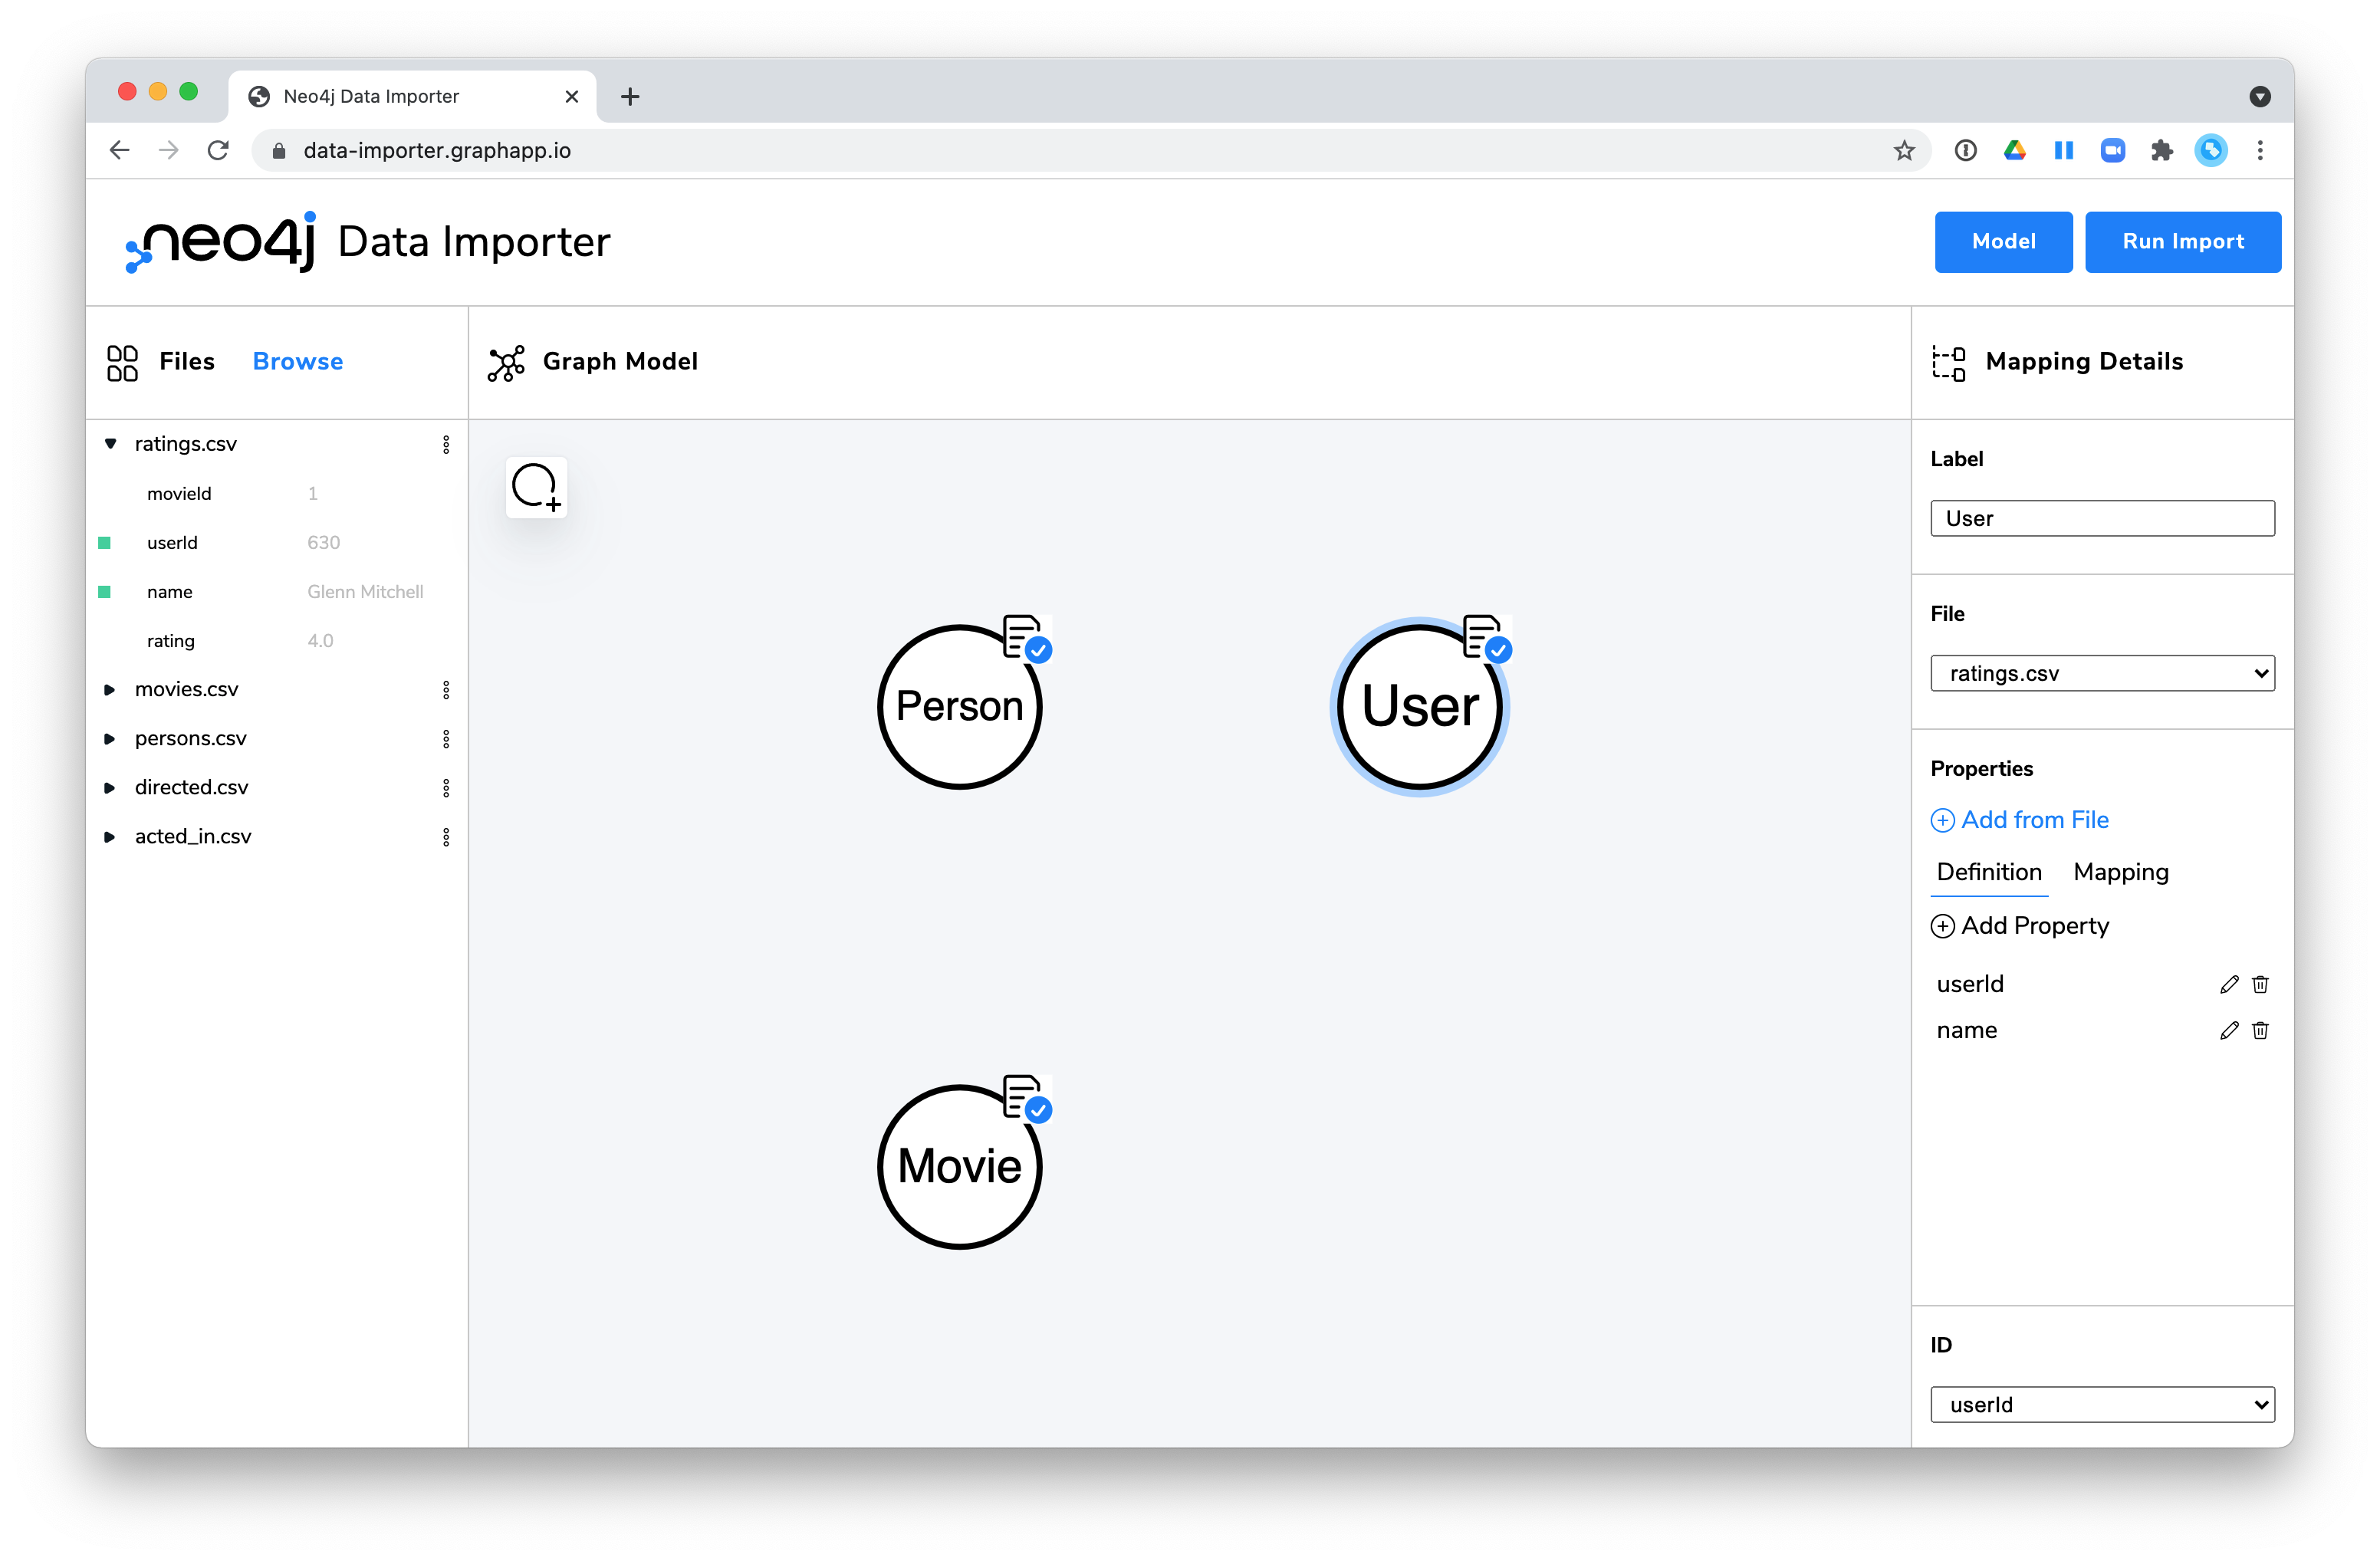 Neo4j Data Importer
data-importer.graphapp.io
neo4j Data Importer
Model
Run Import
Files
Browse
Graph Model
Mapping Details
ratings.csv
movieId 1
userId 630
name Glenn Mitchell
rating 4.0
movies.csv
persons.csv
directed.csv
acted_in.csv
Person
User
Movie
Label
User
File
ratings.csv
Properties
Add from File
Definition Mapping
Add Property
userId
name
ID
userId